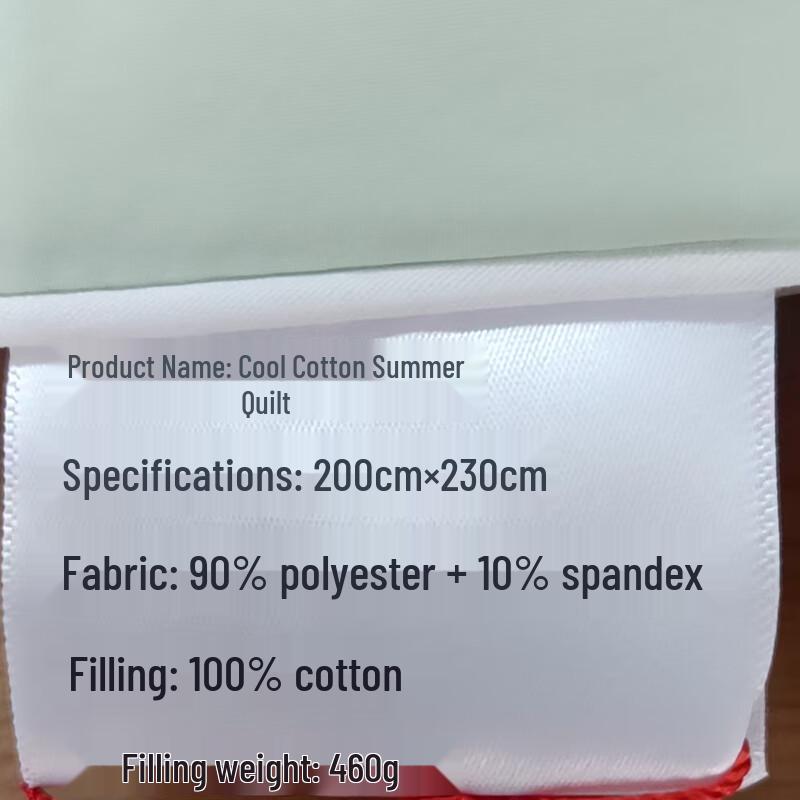 Product Name: Cool Cotton Summer
Quilt
Specifications: 200cm×230cm
Fabric: 90% polyester + 10% spandex
Filling: 100% cotton
Filling weight: 460g